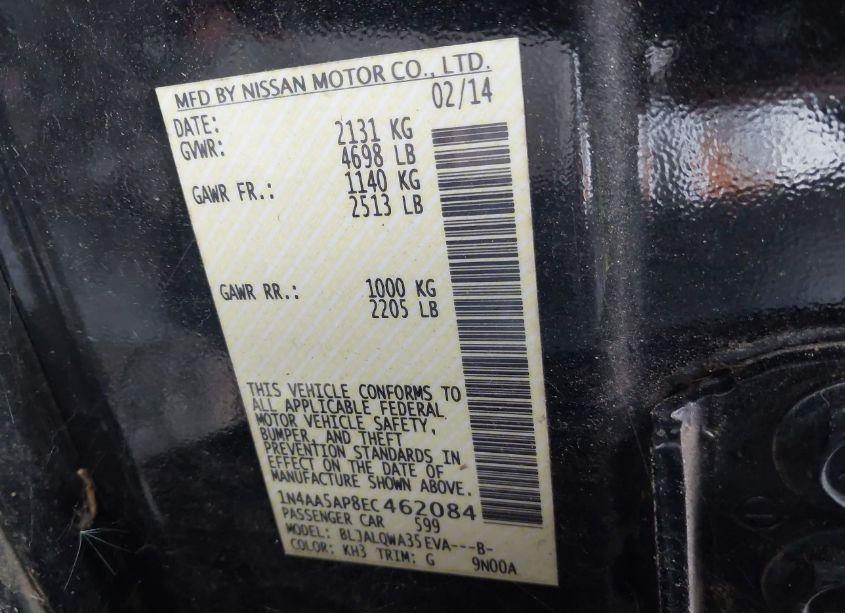 MFD BY NISSAN MOTOR CO., LTD.
DATE: 02/14
GVWR: 2131 KG
4698 LB
GAWR FR.: 1140 KG
2513 LB
GAWR RR.: 1000 KG
2205 LB
THIS VEHICLE CONFORMS TO
ALL APPLICABLE FEDERAL
MOTOR VEHICLE SAFETY,
BUMPER, AND THEFT
PREVENTION STANDARDS IN
EFFECT ON THE DATE OF
MANUFACTURE SHOWN ABOVE.
1N4AA5AP8EC462084
PASSENGER CAR 599
MODEL: BLJALQWA35EVA---B-
COLOR: KH3 TRIM: G 9N00A